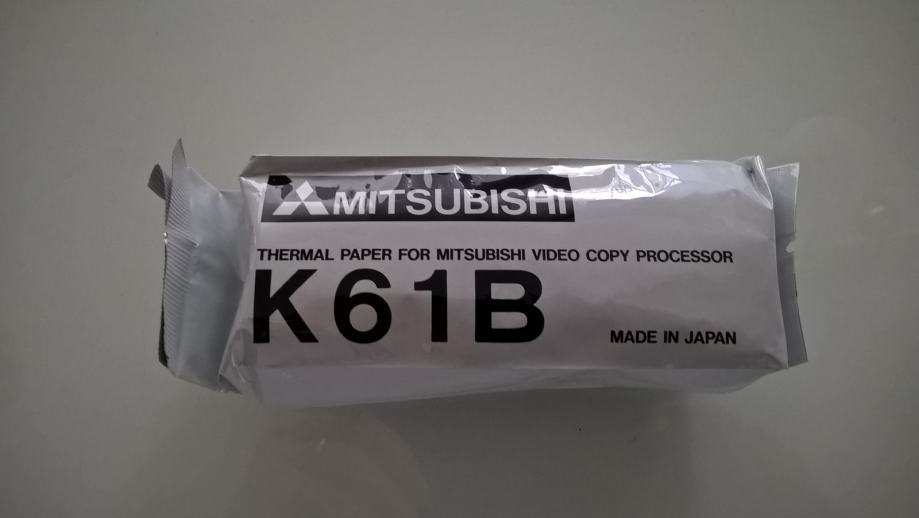 MITSUBISHI
THERMAL PAPER FOR MITSUBISHI VIDEO COPY PROCESSOR
K61B
MADE IN JAPAN